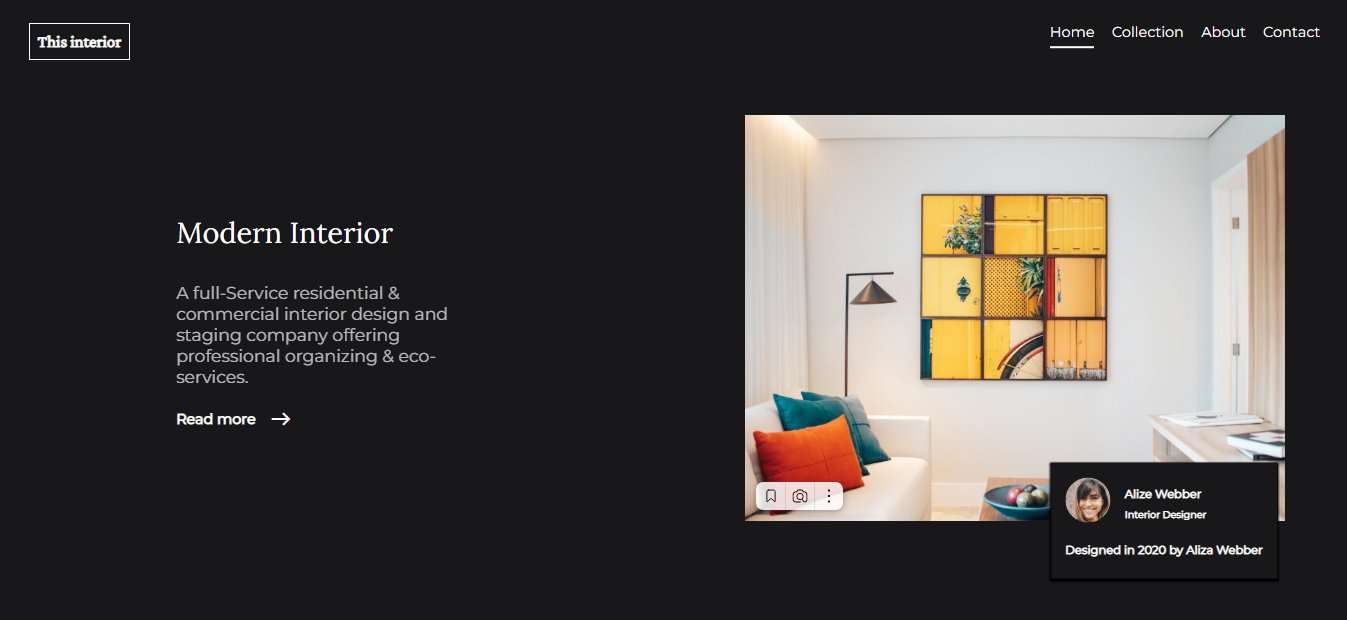 This interior
Home Collection About Contact
Modern Interior
A full-Service residential &
commercial interior design and
staging company offering
professional organizing & eco-
services.
Read more
Alize Webber
Interior Designer
Designed in 2020 by Aliza Webber